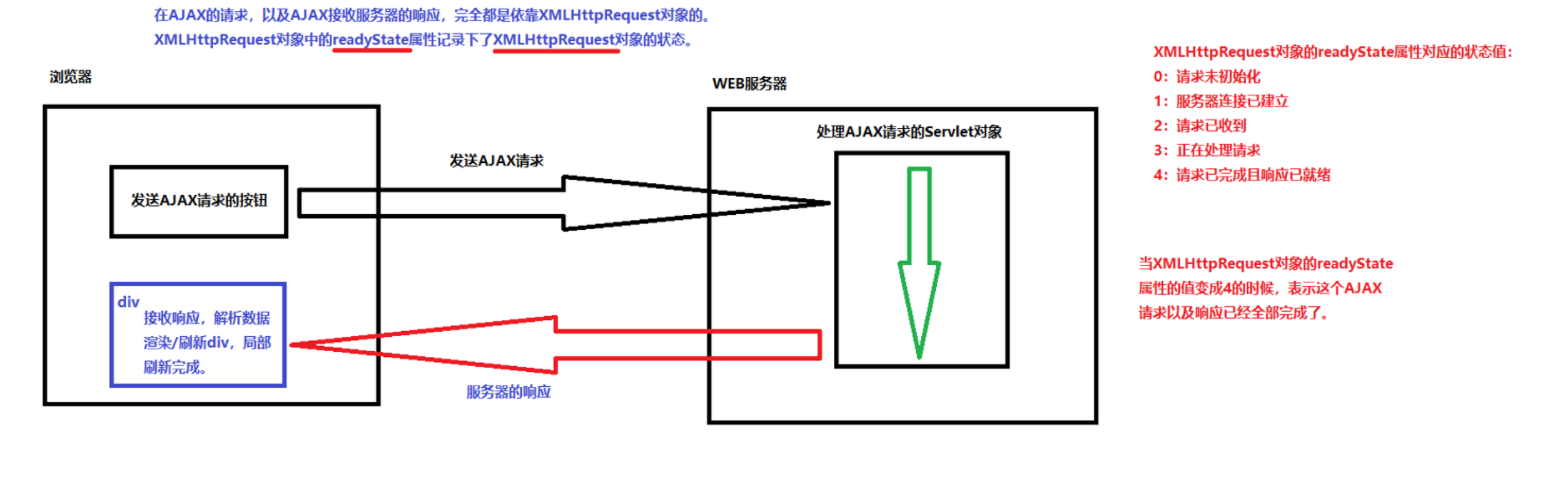 在AJAX的请求，以及AJAX接收服务器的响应，完全都是依靠XMLHttpRequest对象的。
XMLHttpRequest对象中的readyState属性记录下了XMLHttpRequest对象的状态。
浏览器
发送AJAX请求的按钮
div
接收响应，解析数据
渲染/刷新div，局部
刷新完成。
发送AJAX请求
服务器的响应
WEB服务器
处理AJAX请求的Servlet对象
XMLHttpRequest对象的readyState属性对应的状态值：
0：请求未初始化
1：服务器连接已建立
2：请求已收到
3：正在处理请求
4：请求已完成且响应已就绪
当XMLHttpRequest对象的readyState
属性的值变成4的时候，表示这个AJAX
请求以及响应已经全部完成了。